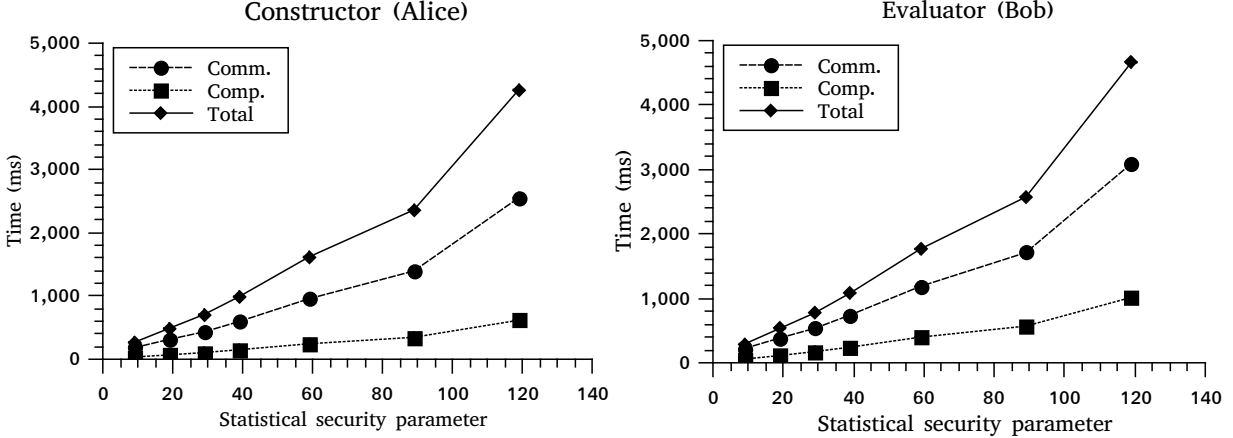 Constructor (Alice)
5,000
4,000
3,000
2,000
1,000
0
Time (ms)
Comm.
Comp.
Total
0 20 40 60 80 100 120 140
Statistical security parameter
Evaluator (Bob)
5,000
4,000
3,000
2,000
1,000
0
Time (ms)
Comm.
Comp.
Total
0 20 40 60 80 100 120 140
Statistical security parameter